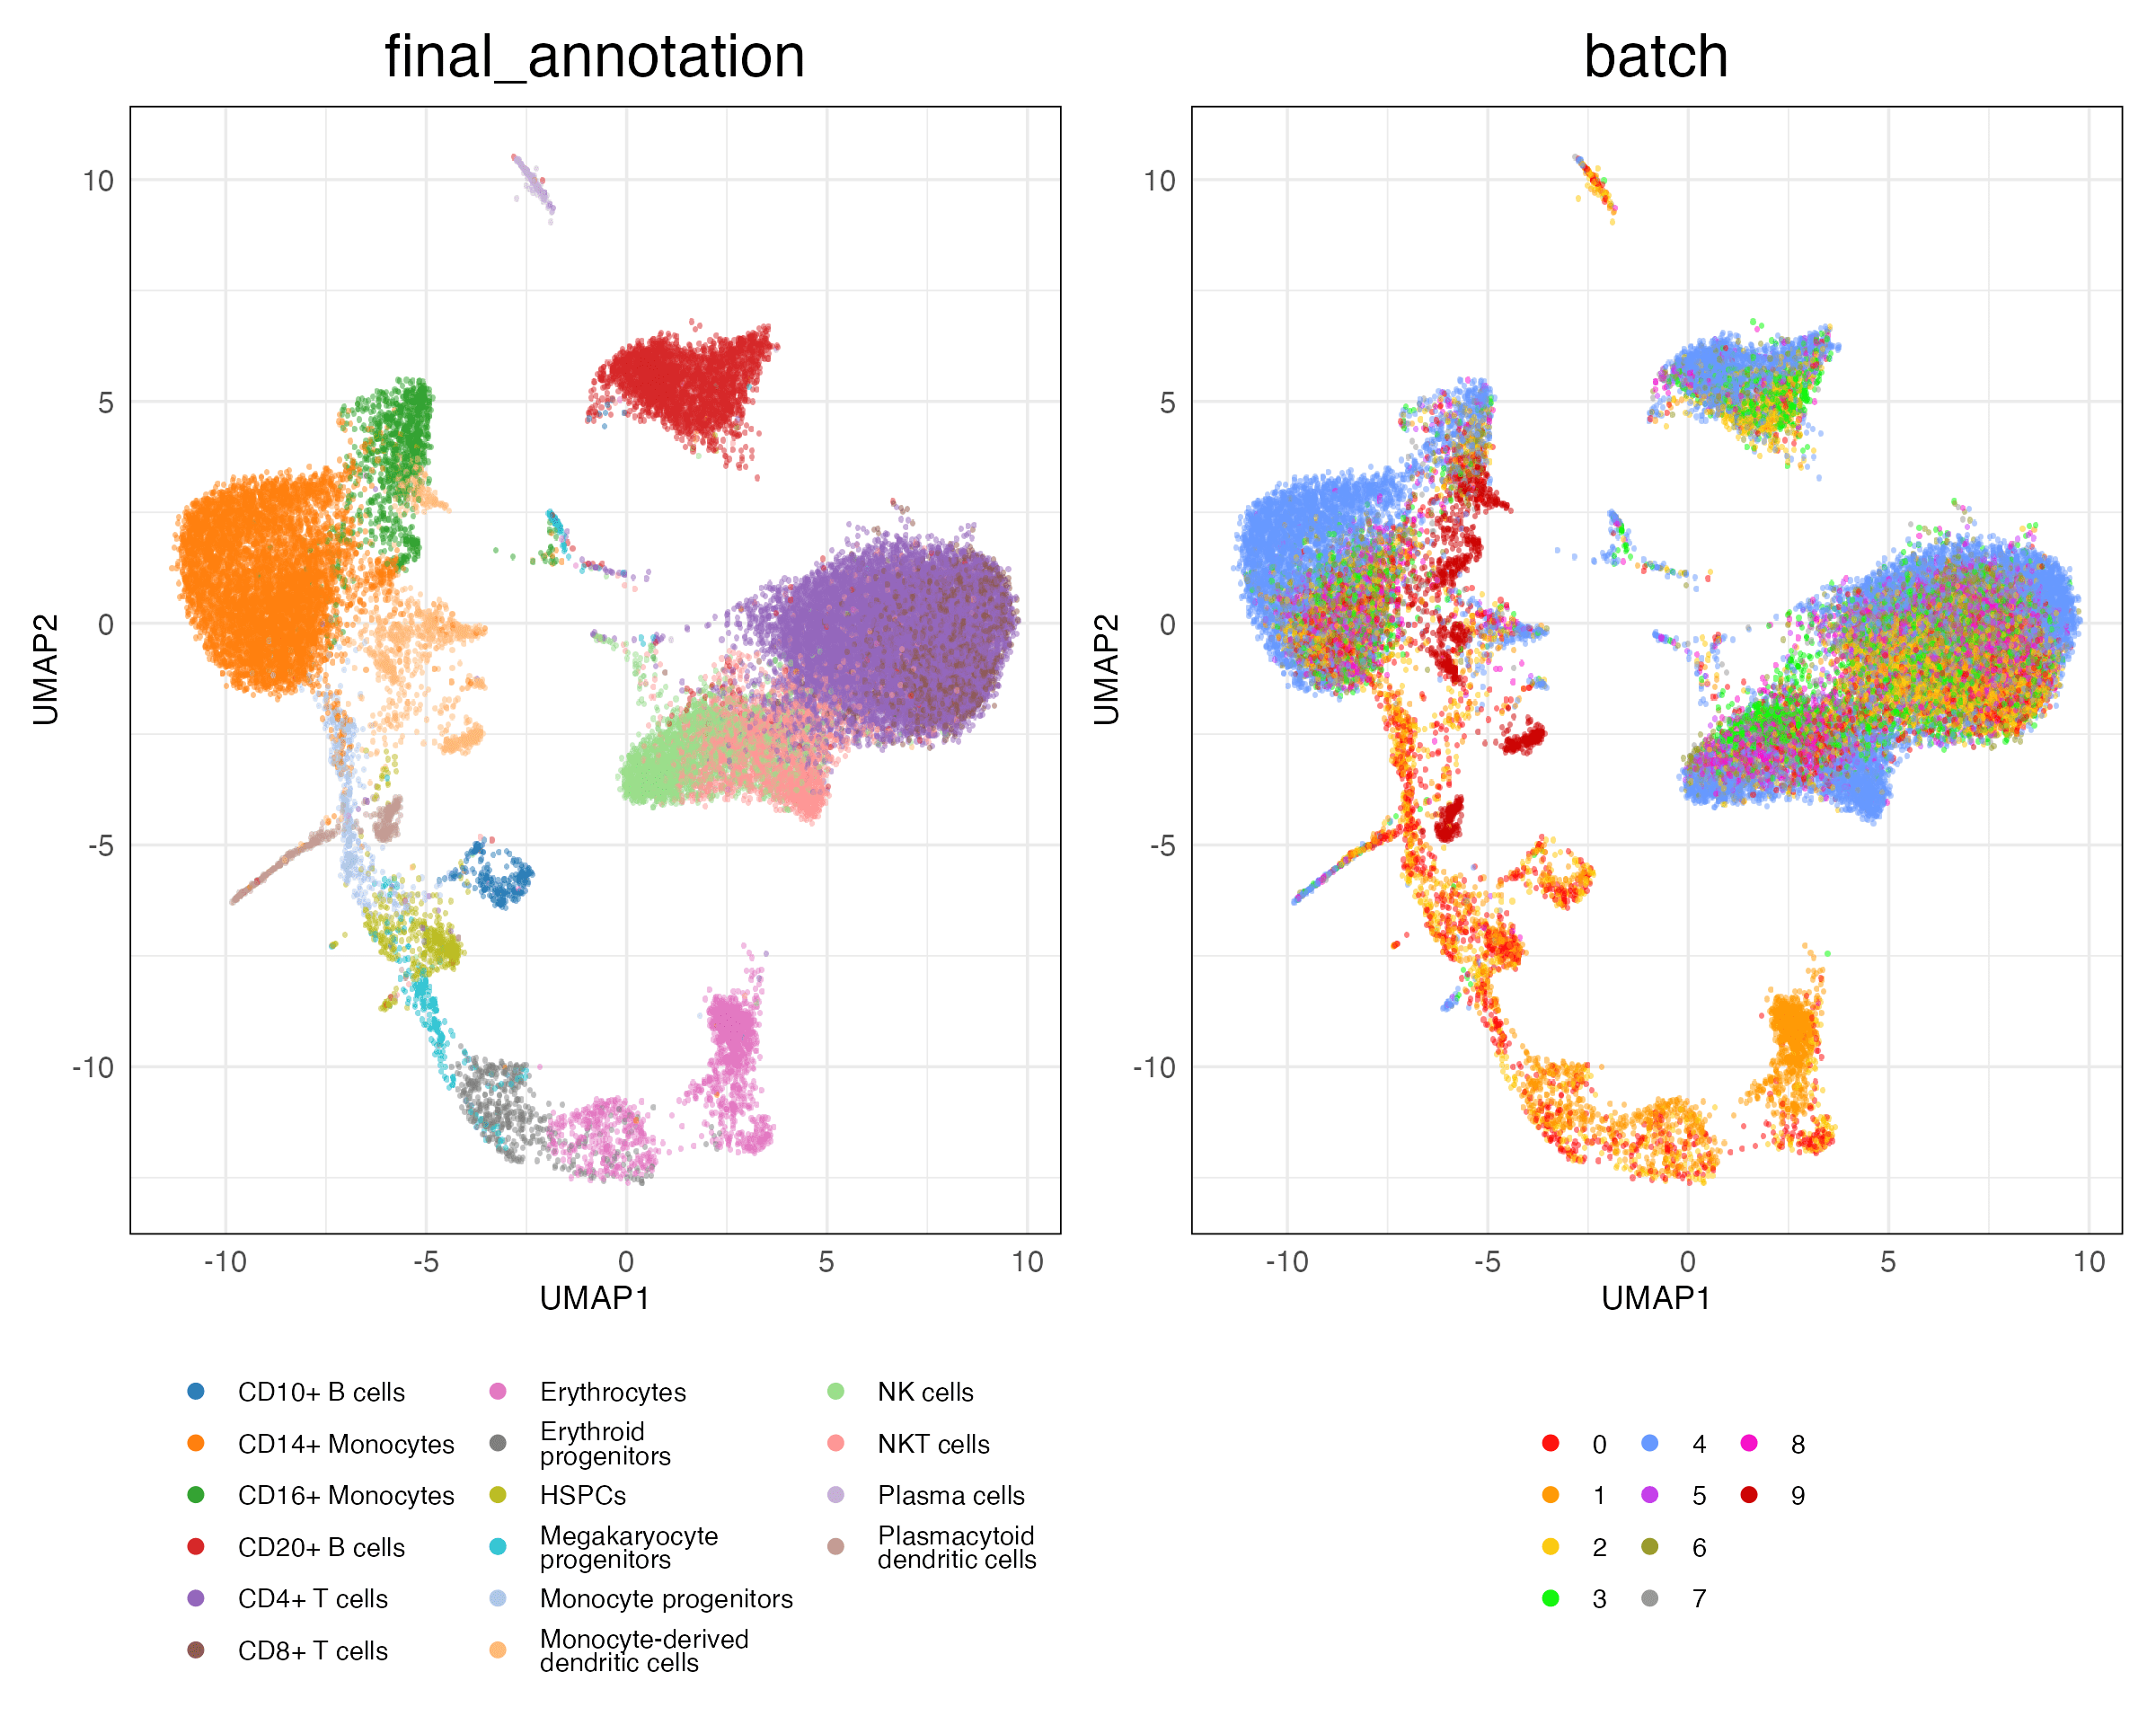 final_annotation
batch
10
5
0
-5
-10
UMAP2
-10
-5
0
5
10
UMAP1
10
5
0
-5
-10
UMAP2
-10
-5
0
5
10
UMAP1
CD10+ B cells
CD14+ Monocytes
CD16+ Monocytes
CD20+ B cells
CD4+ T cells
CD8+ T cells
Erythrocytes
Erythroid
progenitors
HSPCs
Megakaryocyte
progenitors
Monocyte progenitors
Monocyte-derived
dendritic cells
NK cells
NKT cells
Plasma cells
Plasmacytoid
dendritic cells
0
1
2
3
4
5
6
7
8
9